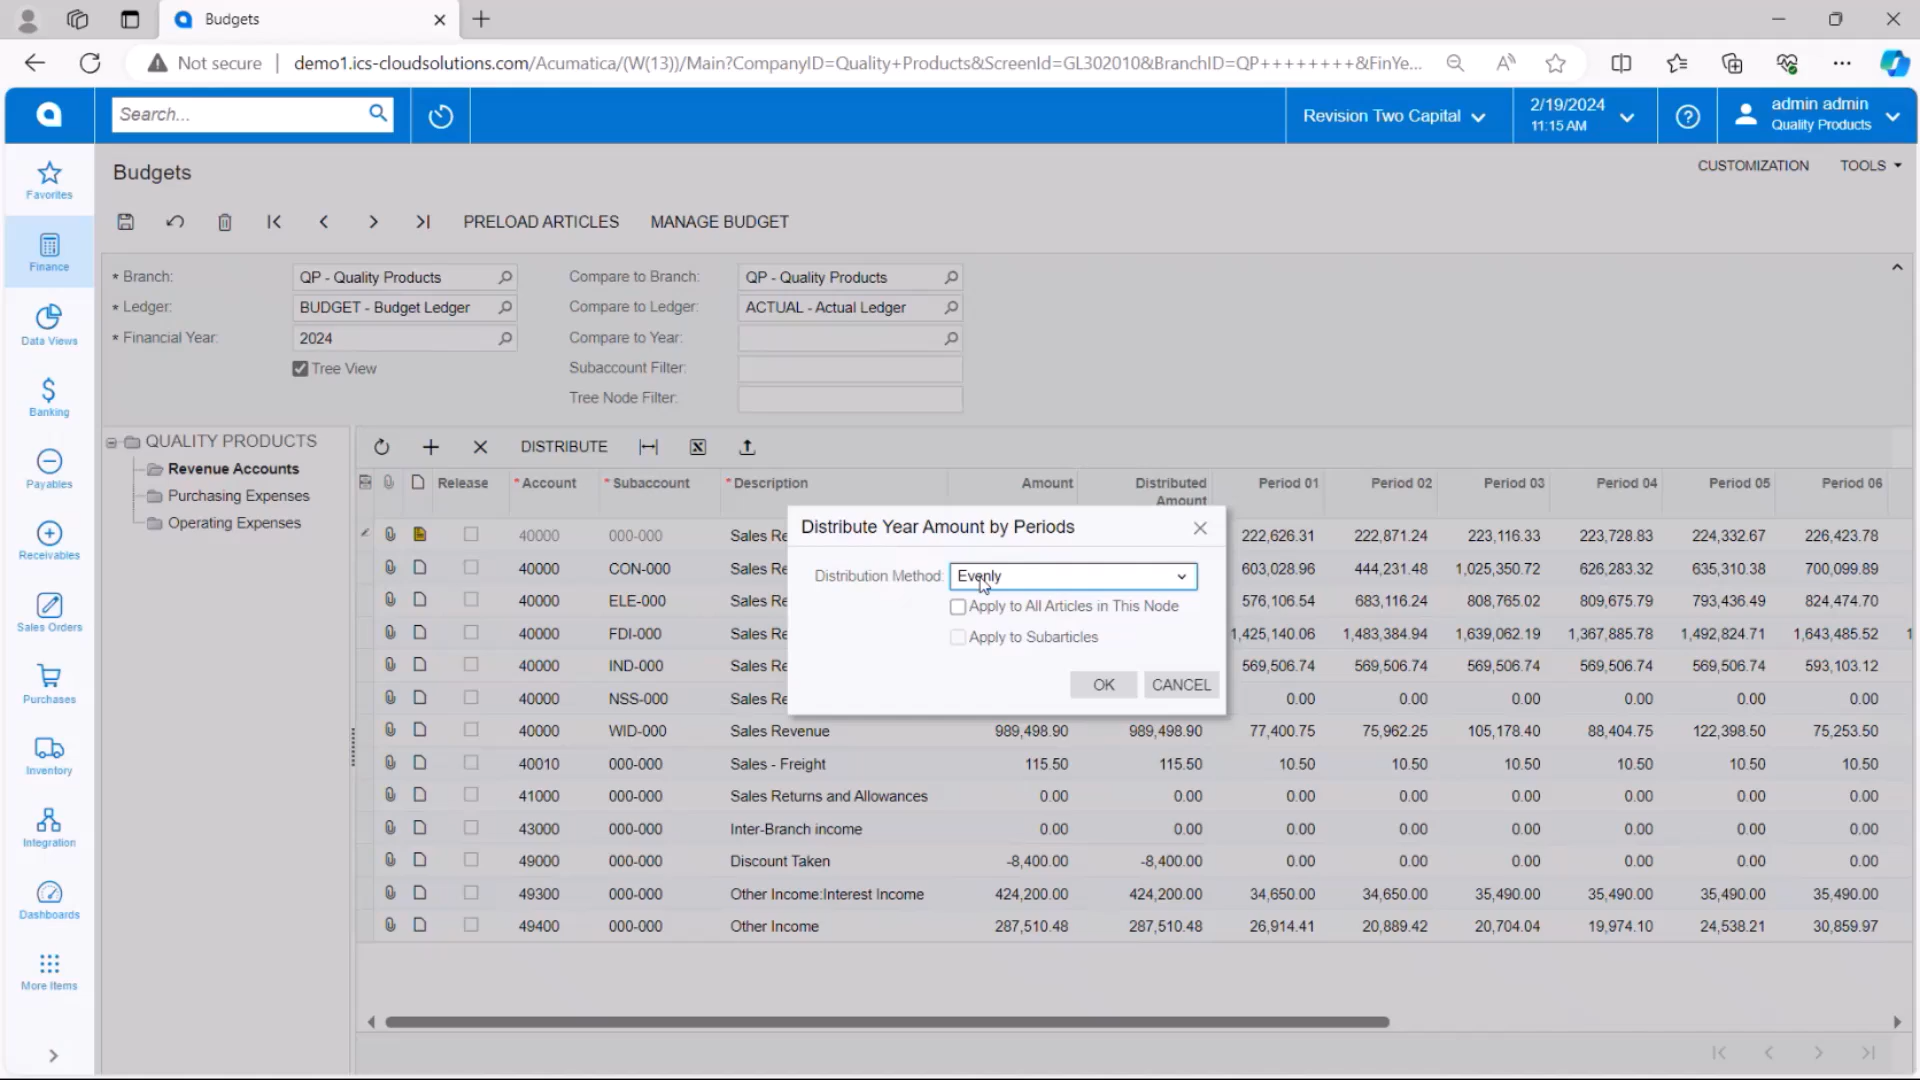 Budgets
Not secure demo1.ics-cloudsolutions.com/Acumatica/(W(13))/Main?CompanyID=Quality+Products&ScreenId=GL302010&BranchID=QP++++++++&FinYe...
Search...
Revision Two Capital
2/19/2024
11:15 AM
admin admin
Quality Products
Favorites
Finance
Data Views
Banking
Payables
Receivables
Sales Orders
Purchases
Inventory
Integration
Dashboards
More Items
Budgets
CUSTOMIZATION TOOLS
PRELOAD ARTICLES MANAGE BUDGET
* Branch: QP - Quality Products Compare to Branch: QP - Quality Products
* Ledger: BUDGET - Budget Ledger Compare to Ledger: ACTUAL - Actual Ledger
* Financial Year: 2024 Compare to Year:
Tree View Subaccount Filter:
Tree Node Filter:
QUALITY PRODUCTS
Revenue Accounts
Purchasing Expenses
Operating Expenses
DISTRIBUTE
Release * Account * Subaccount * Description Amount Distributed Amount Period 01 Period 02 Period 03 Period 04 Period 05 Period 06
40000 000-000 Sales Re 222,626.31 222,871.24 223,116.33 223,728.83 224,332.67 226,423.78
40000 CON-000 Sales Re 603,028.96 444,231.48 1,025,350.72 626,283.32 635,310.38 700,099.89
40000 ELE-000 Sales Re 576,106.54 683,116.24 808,765.02 809,675.79 793,436.49 824,474.70
40000 FDI-000 Sales Re 1,425,140.06 1,483,384.94 1,639,062.19 1,367,885.78 1,492,824.71 1,643,485.52 1
40000 IND-000 Sales Re 569,506.74 569,506.74 569,506.74 569,506.74 569,506.74 593,103.12
40000 NSS-000 Sales Re 0.00 0.00 0.00 0.00 0.00 0.00
40000 WID-000 Sales Revenue 989,498.90 989,498.90 77,400.75 75,962.25 105,178.40 88,404.75 122,398.50 75,253.50
40010 000-000 Sales - Freight 115.50 115.50 10.50 10.50 10.50 10.50 10.50 10.50
41000 000-000 Sales Returns and Allowances 0.00 0.00 0.00 0.00 0.00 0.00 0.00 0.00
43000 000-000 Inter-Branch income 0.00 0.00 0.00 0.00 0.00 0.00 0.00 0.00
49000 000-000 Discount Taken -8,400.00 -8,400.00 0.00 0.00 0.00 0.00 0.00 0.00
49300 000-000 Other Income:Interest Income 424,200.00 424,200.00 34,650.00 34,650.00 35,490.00 35,490.00 35,490.00 35,490.00
49400 000-000 Other Income 287,510.48 287,510.48 26,914.41 20,889.42 20,704.04 19,974.10 24,538.21 30,859.97
Distribute Year Amount by Periods
Distribution Method: Evenly
Apply to All Articles in This Node
Apply to Subarticles
OK CANCEL